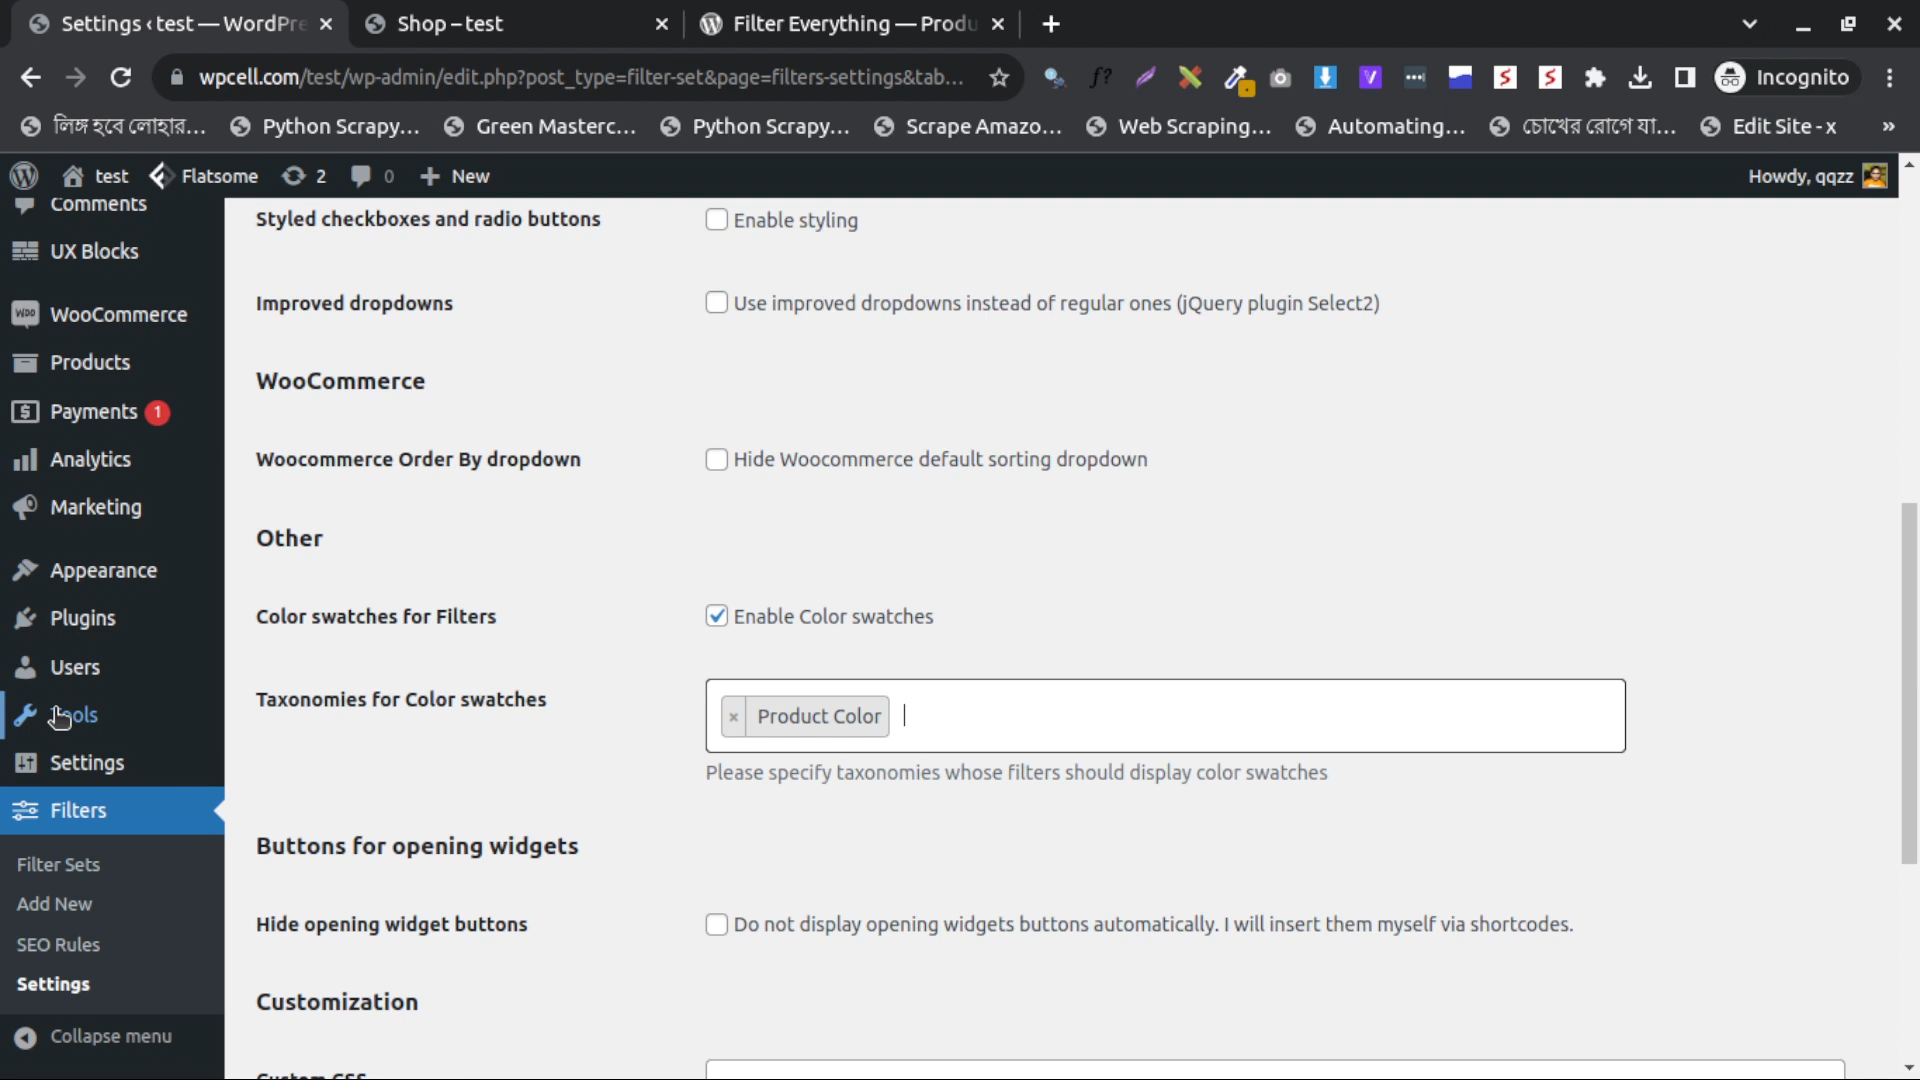 Settings ‹ test — WordPre
Shop – test
Filter Everything — Produ
wpcell.com/test/wp-admin/edit.php?post_type=filter-set&page=filters-settings&tab...
Incognito
লিঙ্গ হবে লোহার...
Python Scrapy...
Green Masterc...
Python Scrapy...
Scrape Amazo...
Web Scraping...
Automating...
চোখের রোগে যা...
Edit Site - x
»
test
Flatsome
2
0
New
Howdy, qqzz
Comments
UX Blocks
WooCommerce
Products
Payments 1
Analytics
Marketing
Appearance
Plugins
Users
Tools
Settings
Filters
Filter Sets
Add New
SEO Rules
Settings
Collapse menu
Styled checkboxes and radio buttons
Enable styling
Improved dropdowns
Use improved dropdowns instead of regular ones (jQuery plugin Select2)
WooCommerce
Woocommerce Order By dropdown
Hide Woocommerce default sorting dropdown
Other
Color swatches for Filters
Enable Color swatches
Taxonomies for Color swatches
× Product Color
Please specify taxonomies whose filters should display color swatches
Buttons for opening widgets
Hide opening widget buttons
Do not display opening widgets buttons automatically. I will insert them myself via shortcodes.
Customization
Custom CSS